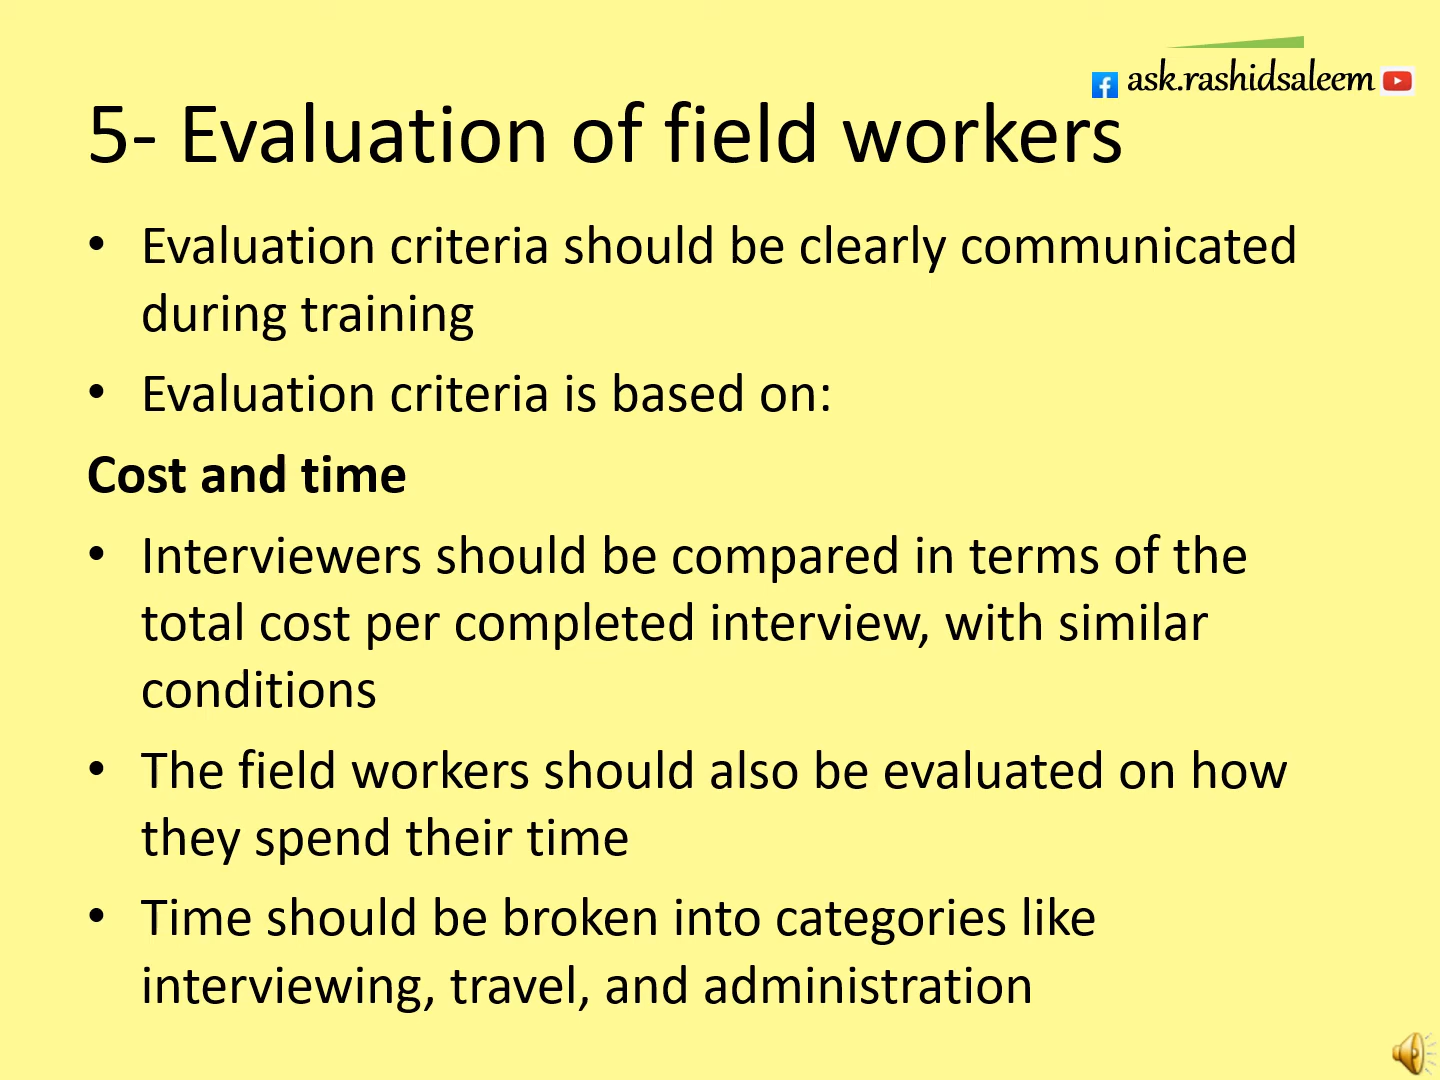 ask.rashidsaleem
5- Evaluation of field workers
• Evaluation criteria should be clearly communicated
during training
• Evaluation criteria is based on:
Cost and time
• Interviewers should be compared in terms of the
total cost per completed interview, with similar
conditions
• The field workers should also be evaluated on how
they spend their time
• Time should be broken into categories like
interviewing, travel, and administration